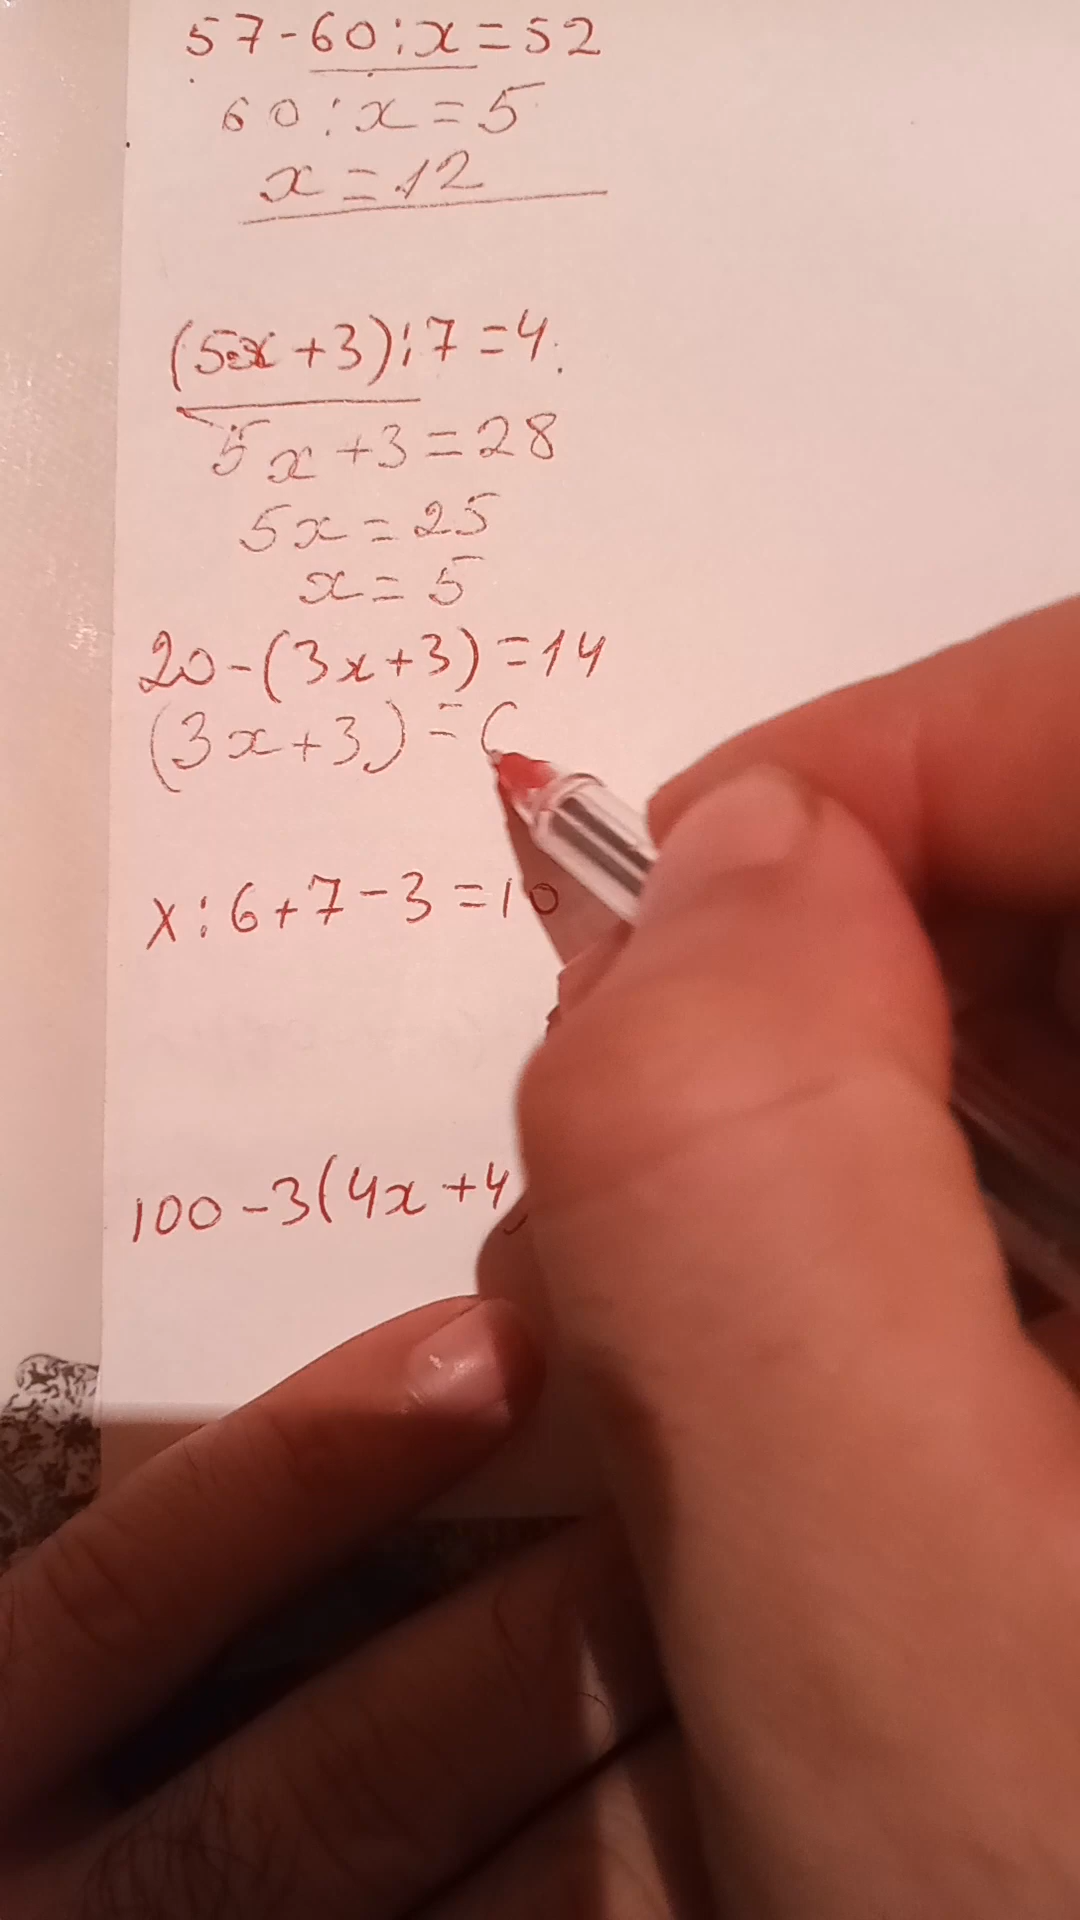 57-60:x=52
60:x=5
x=12
(5x+3):7=4
5x+3=28
5x=25
x=5
20-(3x+3)=14
(3x+3)=
x:6+7-3=10
100-3(4x+4